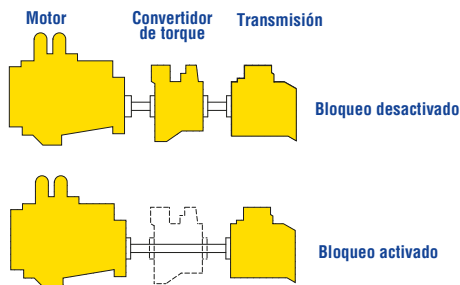 Motor
Convertidor
de torque
Transmisión
Bloqueo desactivado
Bloqueo activado